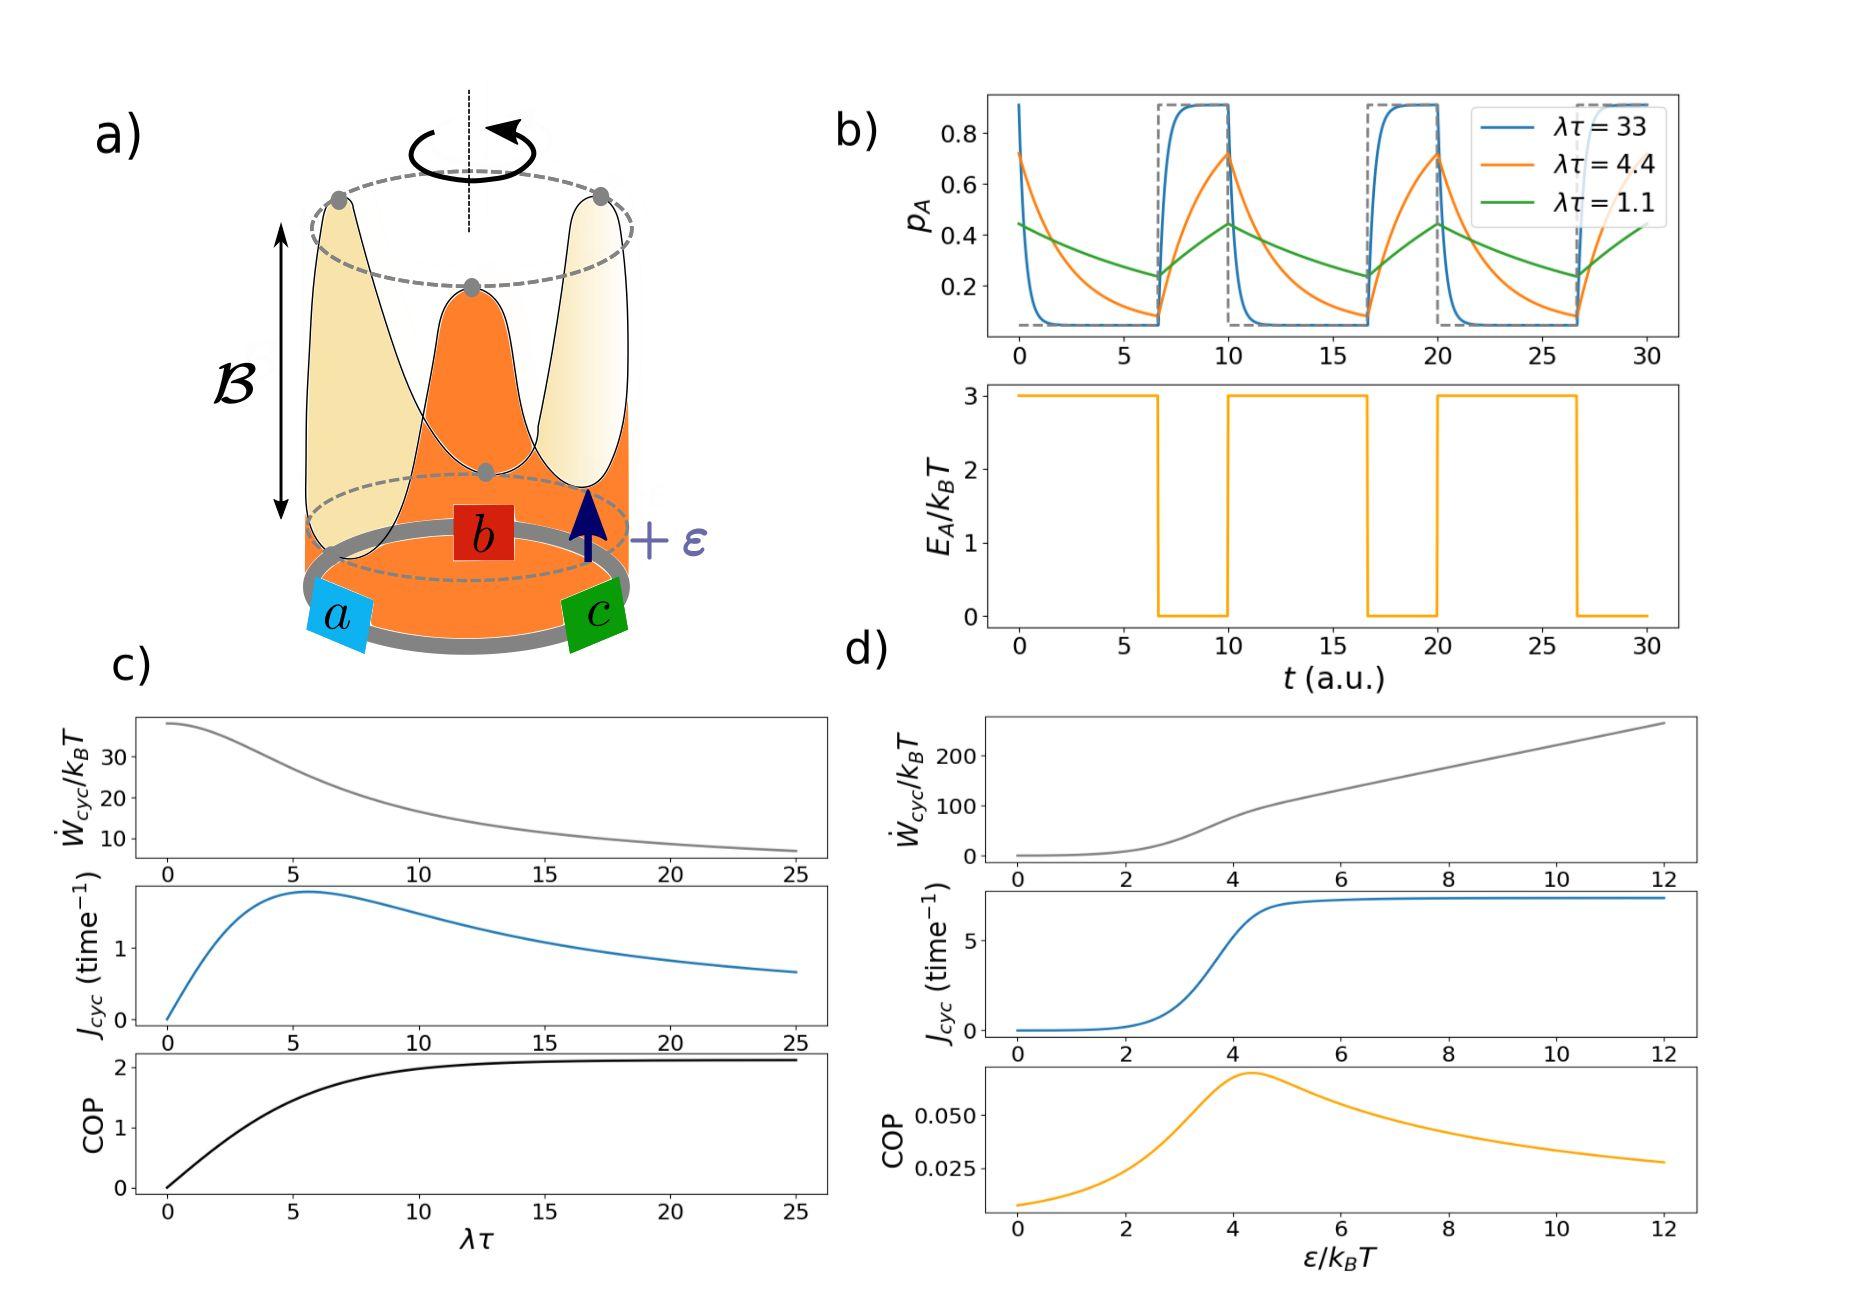 a)
ℬ
b
+ ε
a
c
b)
p_A
0.8
0.6
0.4
0.2
λτ = 33
λτ = 4.4
λτ = 1.1
0 5 10 15 20 25 30
E_A/k_BT
3
2
1
0
0 5 10 15 20 25 30
t (a.u.)
c)
Ẇ_cyc/k_BT
30
20
10
0 5 10 15 20 25
J_cyc (time⁻¹)
1
0
0 5 10 15 20 25
COP
2
1
0
0 5 10 15 20 25
λτ
d)
Ẇ_cyc/k_BT
200
100
0
0 2 4 6 8 10 12
J_cyc (time⁻¹)
5
0
0 2 4 6 8 10 12
COP
0.050
0.025
0 2 4 6 8 10 12
ε/k_BT